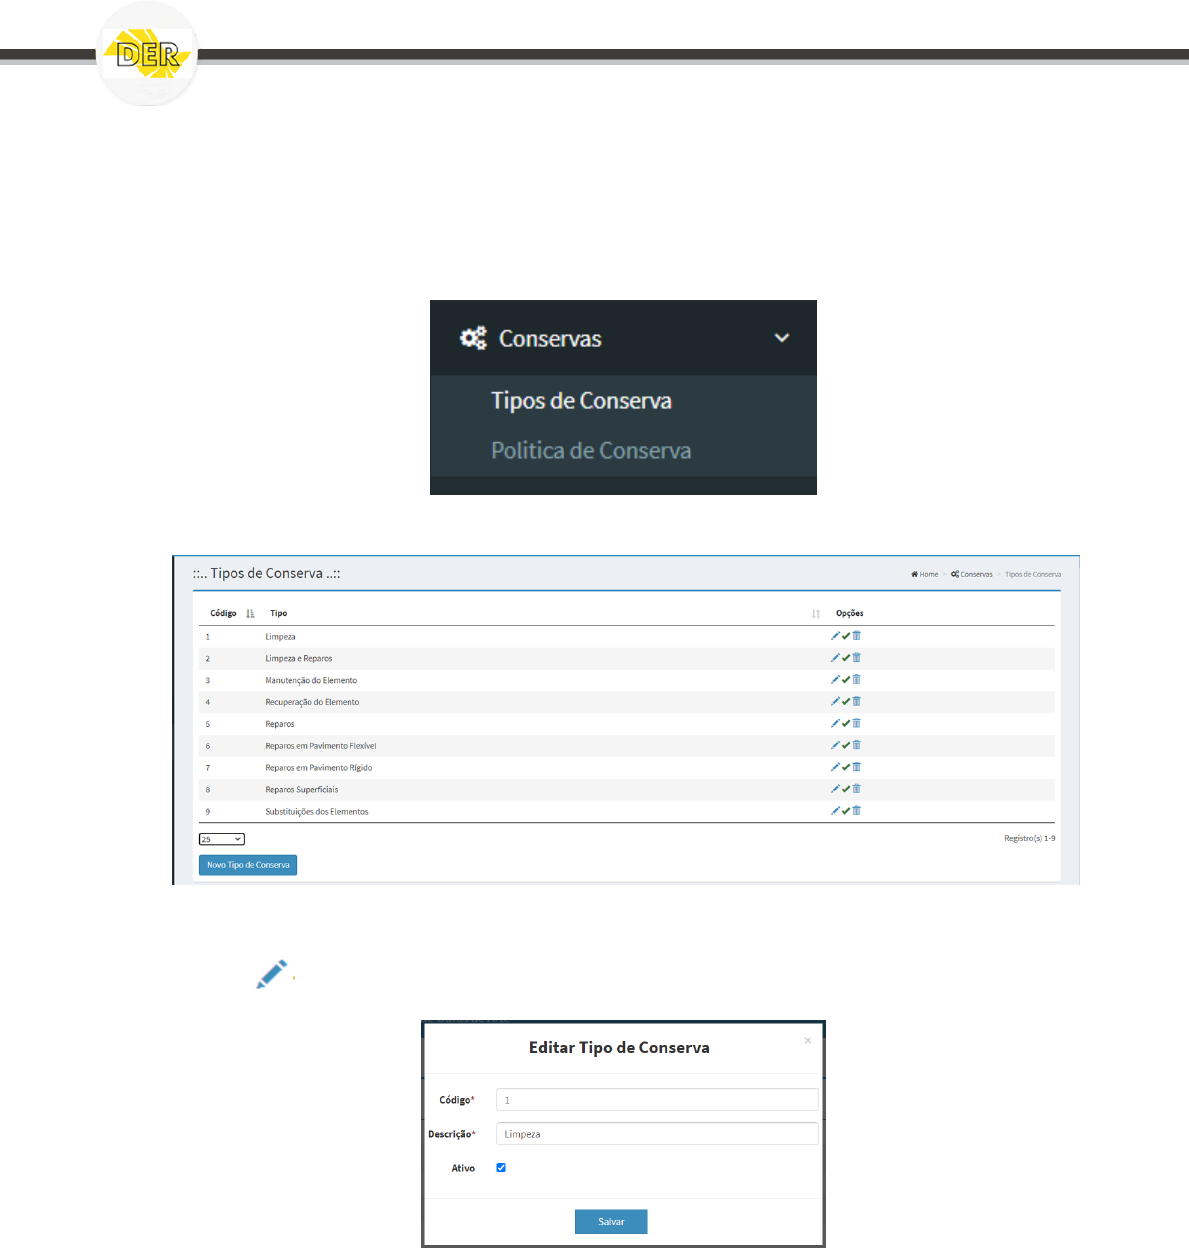 DER
Conservas
Tipos de Conserva
Politica de Conserva
::.. Tipos de Conserva ..::
Home > Conservas > Tipos de Conserva
Código Tipo Opções
1 Limpeza
2 Limpeza e Reparos
3 Manutenção do Elemento
4 Recuperação do Elemento
5 Reparos
6 Reparos em Pavimento Flexível
7 Reparos em Pavimento Rígido
8 Reparos Superficiais
9 Substituições dos Elementos
25 Registro(s) 1-9
Novo Tipo de Conserva
Editar Tipo de Conserva ×
Código* 1
Descrição* Limpeza
Ativo
Salvar